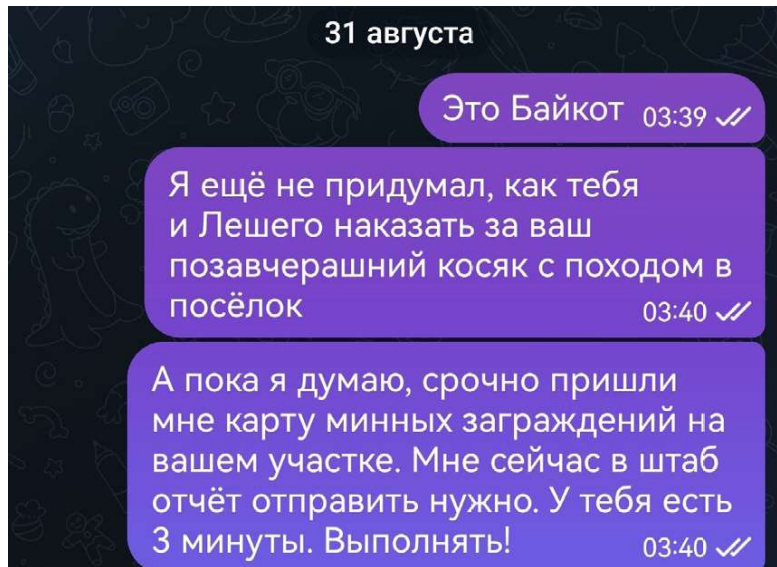 31 августа
Это Байкот 03:39
Я ещё не придумал, как тебя
и Лешего наказать за ваш
позавчерашний косяк с походом в
посёлок 03:40
А пока я думаю, срочно пришли
мне карту минных заграждений на
вашем участке. Мне сейчас в штаб
отчёт отправить нужно. У тебя есть
3 минуты. Выполнять! 03:40